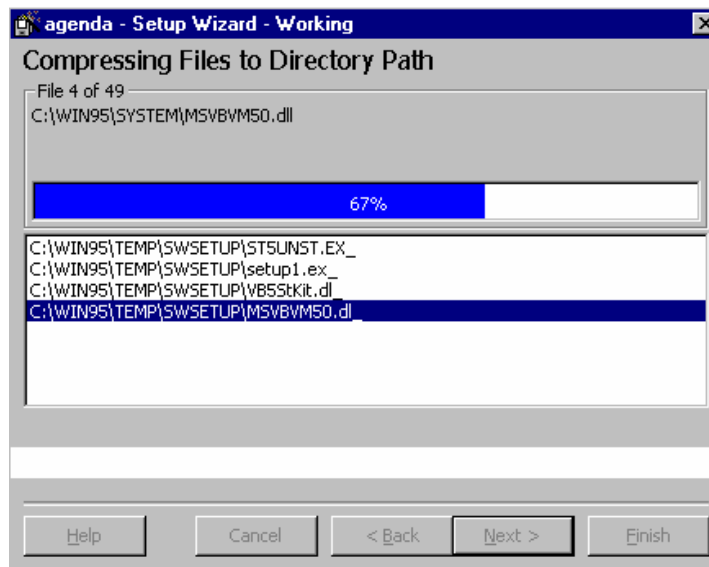 agenda - Setup Wizard - Working
Compressing Files to Directory Path
File 4 of 49
C:\WIN95\SYSTEM\MSVBVM50.dll
67%
C:\WIN95\TEMP\SWSETUP\ST5UNST.EX_
C:\WIN95\TEMP\SWSETUP\setup1.ex_
C:\WIN95\TEMP\SWSETUP\VB5StKit.dl_
C:\WIN95\TEMP\SWSETUP\MSVBVM50.dl_
Help Cancel < Back Next > Finish